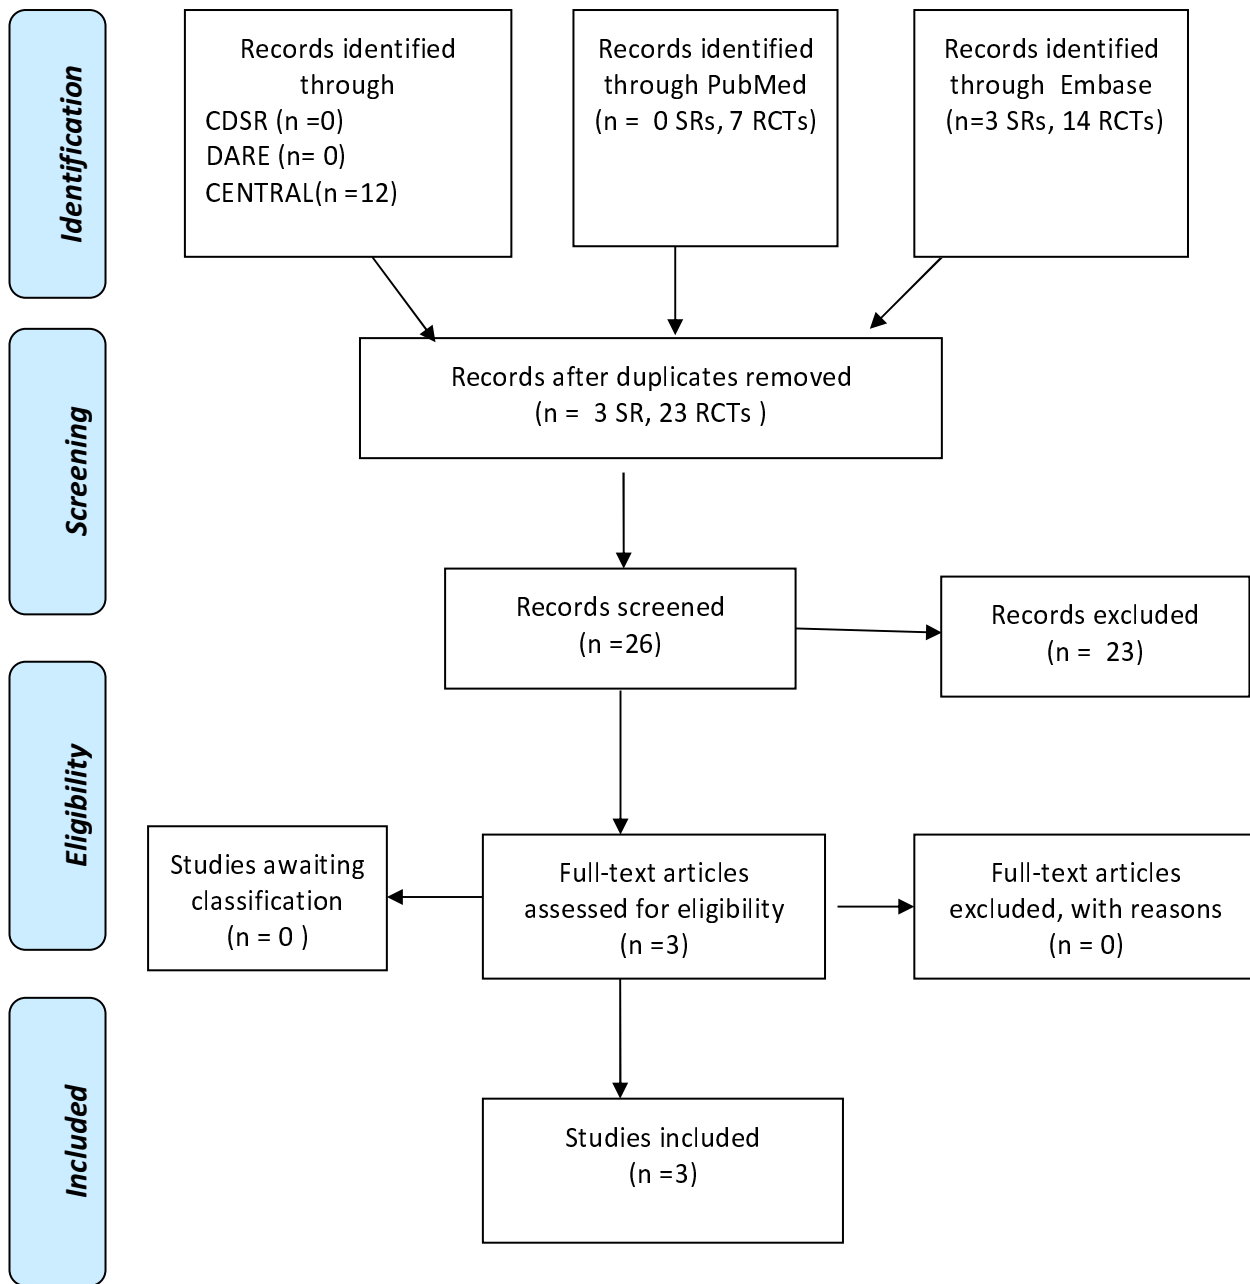 Identification
Records identified
through
CDSR (n =0)
DARE (n= 0)
CENTRAL(n =12)
Records identified
through PubMed
(n =  0 SRs, 7 RCTs)
Records identified
through  Embase
(n=3 SRs, 14 RCTs)
Screening
Records after duplicates removed
(n =  3 SR, 23 RCTs )
Records screened
(n =26)
Records excluded
(n =  23)
Eligibility
Studies awaiting
classification
(n = 0 )
Full-text articles
assessed for eligibility
(n =3)
Full-text articles
excluded, with reasons
(n = 0)
Included
Studies included
(n =3)